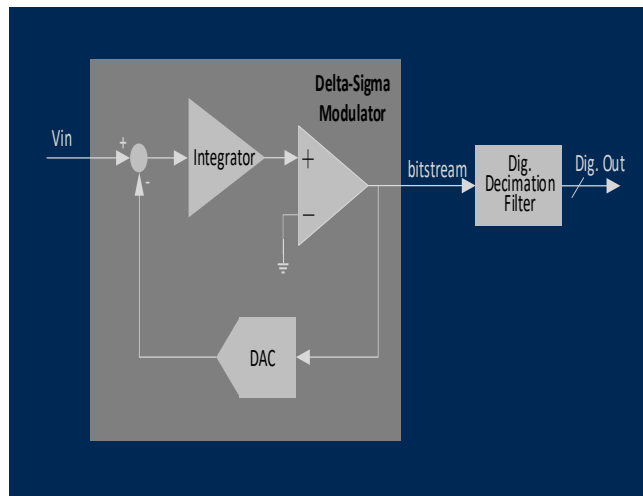 Delta-Sigma
Modulator
Vin
+
-
Integrator
+
−
bitstream
Dig.
Decimation
Filter
Dig. Out
DAC